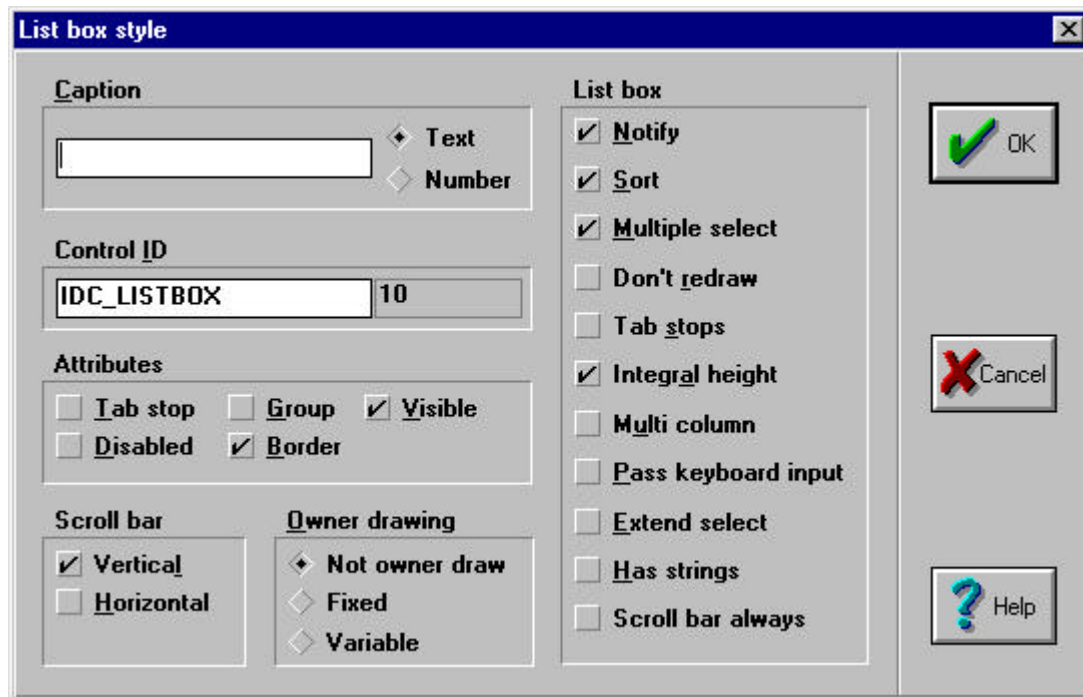 List box style
Caption
Text
Number
Control ID
IDC_LISTBOX 10
Attributes
Tab stop Group Visible
Disabled Border
Scroll bar
Vertical
Horizontal
Owner drawing
Not owner draw
Fixed
Variable
List box
Notify
Sort
Multiple select
Don't redraw
Tab stops
Integral height
Multi column
Pass keyboard input
Extend select
Has strings
Scroll bar always
OK
Cancel
Help